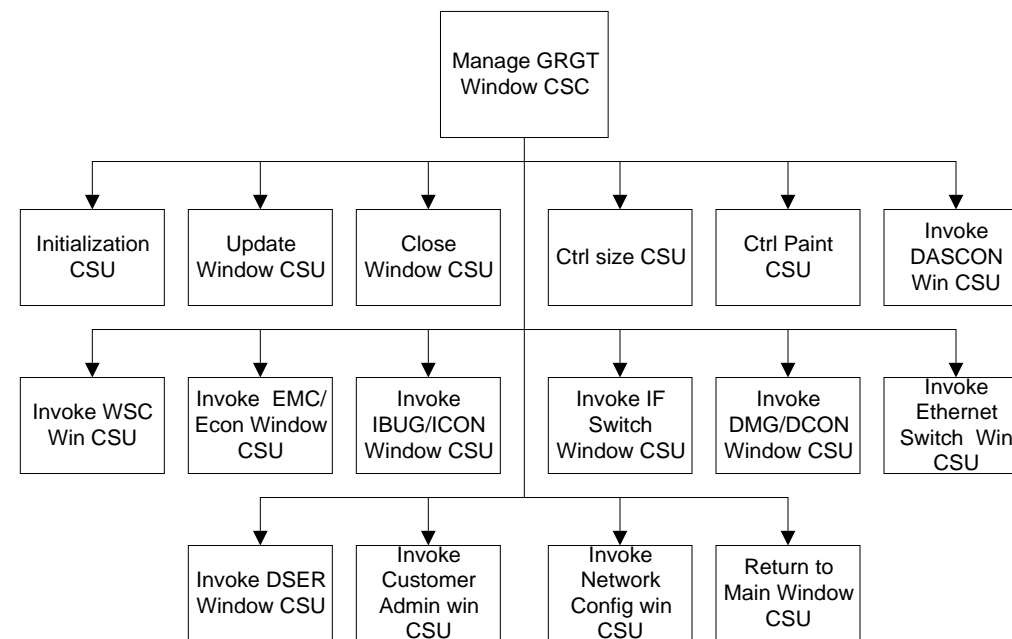 Manage GRGT
Window CSC
Initialization
CSU
Update
Window CSU
Close
Window CSU
Ctrl size CSU
Ctrl Paint
CSU
Invoke
DASCON
Win CSU
Invoke WSC
Win CSU
Invoke EMC/
Econ Window
CSU
Invoke
IBUG/ICON
Window CSU
Invoke IF
Switch
Window CSU
Invoke
DMG/DCON
Window CSU
Invoke
Ethernet
Switch Win
CSU
Invoke DSER
Window CSU
Invoke
Customer
Admin win
CSU
Invoke
Network
Config win
CSU
Return to
Main Window
CSU